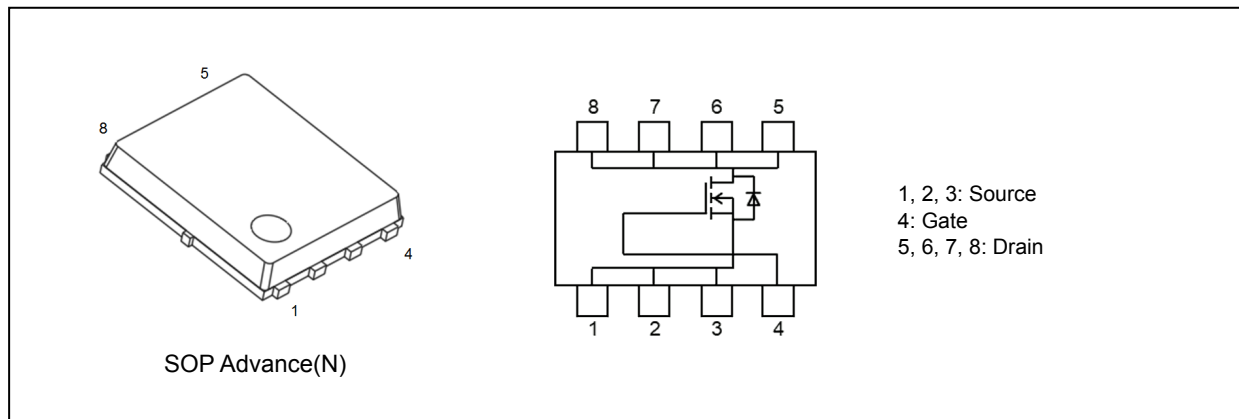 5
8
4
1
SOP Advance(N)
8 7 6 5
1 2 3 4
1, 2, 3: Source
4: Gate
5, 6, 7, 8: Drain